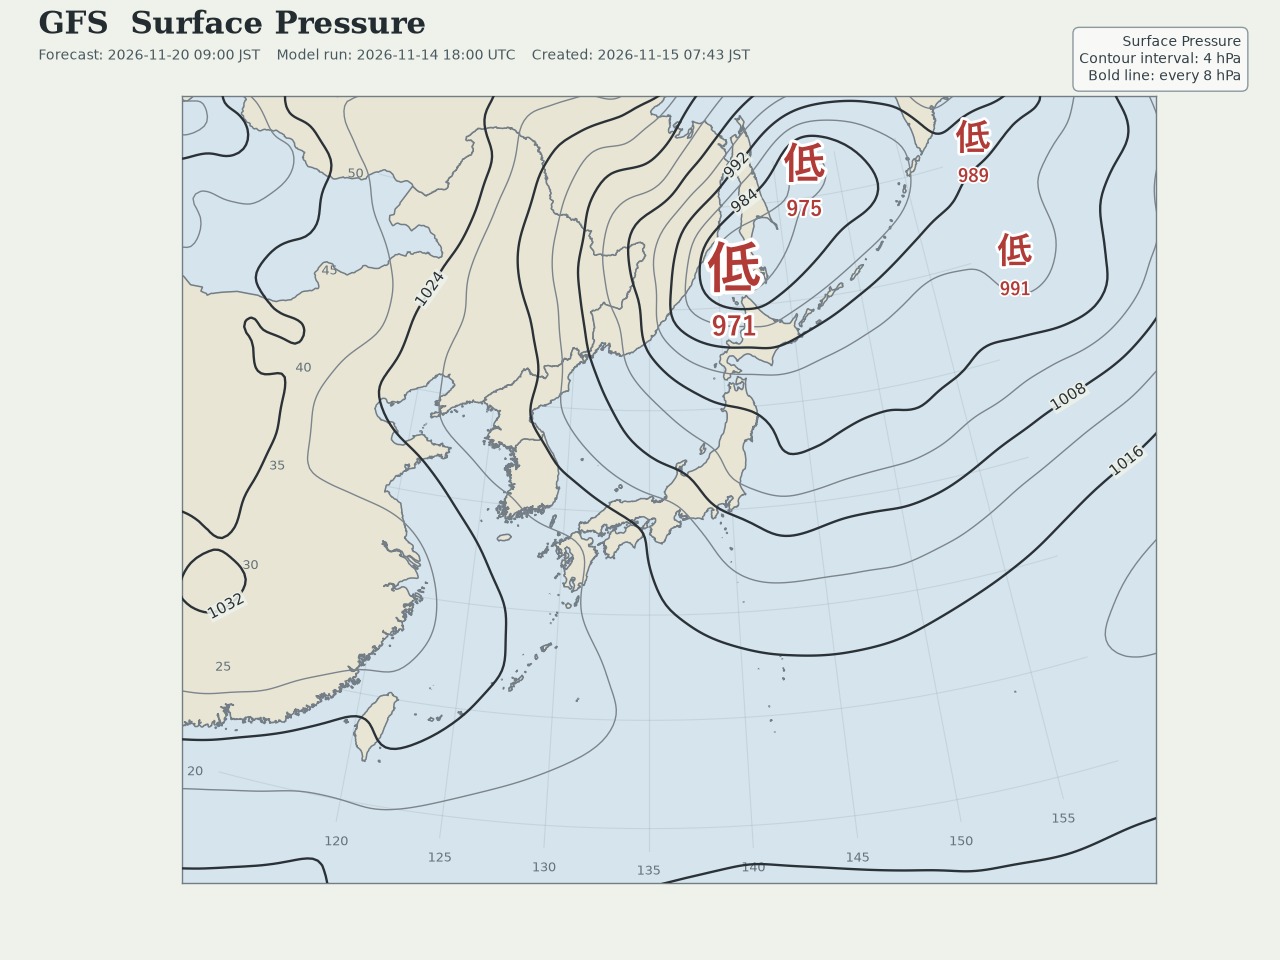 GFS  Surface Pressure
Forecast: 2026-11-20 09:00 JST    Model run: 2026-11-14 18:00 UTC    Created: 2026-11-15 07:43 JST
Surface Pressure
Contour interval: 4 hPa
Bold line: every 8 hPa
低
989
992
低
975
50
984
低
991
低
971
45
1024
40
1008
35
1016
30
1032
25
20
120
125
130
135
140
145
150
155